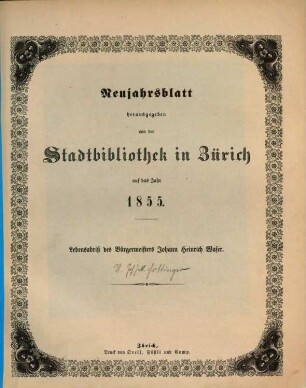 Neujahrsblatt
herausgegeben
von der
Stadtbibliothek in Zürich
auf das Jahr
1855.
Lebensabriß des Bürgermeisters Johann Heinrich Waser.
Hottinger
Zürich,
Druck von Orell, Füßli und Comp.